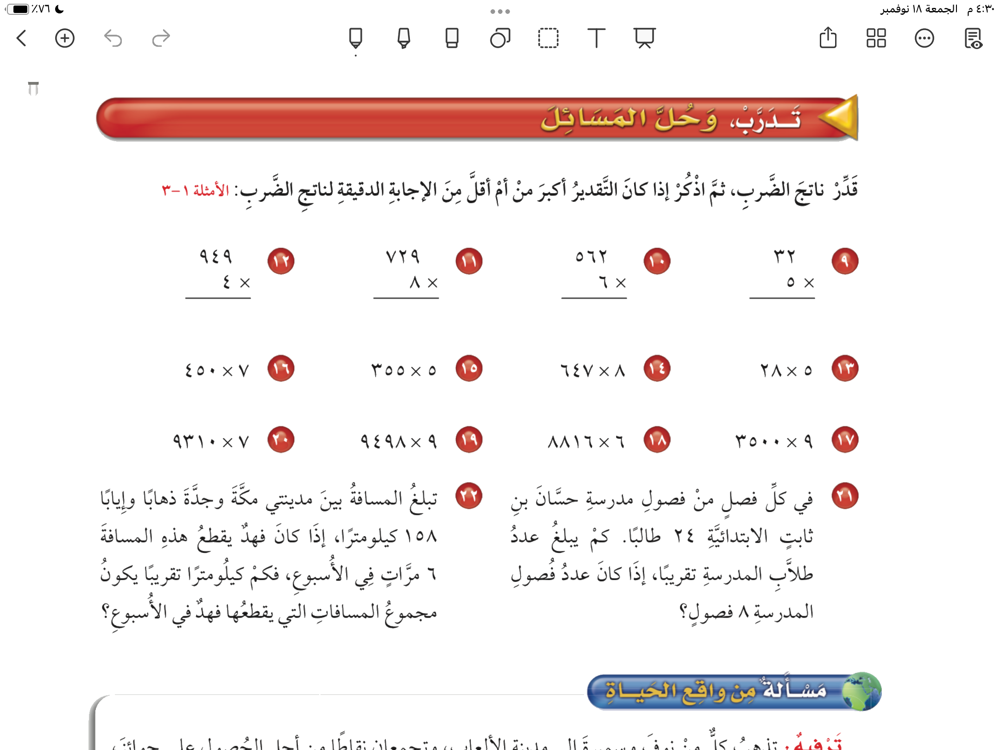 ٤:٣٠ م الجمعة ١٨ نوفمبر
٪٧٦
تَـدَرَّبْ، وَحُلَّ المَسَائِلَ
قَدِّرْ ناتجَ الضَّربِ، ثمَّ اذْكُرْ إذا كانَ التَّقديرُ أكبرَ منْ أمْ أقلَّ مِنَ الإجابةِ الدقيقةِ لناتجِ الضَّربِ: الأمثلة ١–٣
٩ ٣٢ × ٥
١٠ ٥٦٢ × ٦
١١ ٧٢٩ × ٨
١٢ ٩٤٩ × ٤
١٣ ٥ × ٢٨
١٤ ٨ × ٦٤٧
١٥ ٥ × ٣٥٥
١٦ ٧ × ٤٥٠
١٧ ٩ × ٣٥٠٠
١٨ ٦ × ٨٨١٦
١٩ ٩ × ٩٤٩٨
٢٠ ٧ × ٩٣١٠
٢١ في كلِّ فصلٍ منْ فصولِ مدرسةِ حسَّانَ بنِ
ثابتٍ الابتدائيَّةِ ٢٤ طالبًا. كمْ يبلغُ عددُ
طلاَّبِ المدرسةِ تقريبًا، إذَا كانَ عددُ فُصولِ
المدرسةِ ٨ فصولٍ؟
٢٢ تبلغُ المسافةُ بينَ مدينتي مكَّةَ وجدَّةَ ذهابًا وإِيابًا
١٥٨ كيلومترًا، إذَا كانَ فهدٌ يقطعُ هذهِ المسافةَ
٦ مرَّاتٍ فِي الأُسبوعِ، فكمْ كيلُومترًا تقريبًا يكونُ
مجموعُ المسافاتِ التي يقطعُها فهدٌ في الأُسبوعِ؟
مَسْـأَلةٌ مِن واقِع الحَيـاةِ
تَرْفيهٌ: تذهبُ كلٌّ منْ نوفَ وسميرةَ إلى مدينةِ الألعابِ، وتجمعانِ نقاطًا من أجلِ الحُصولِ على جوائزَ،